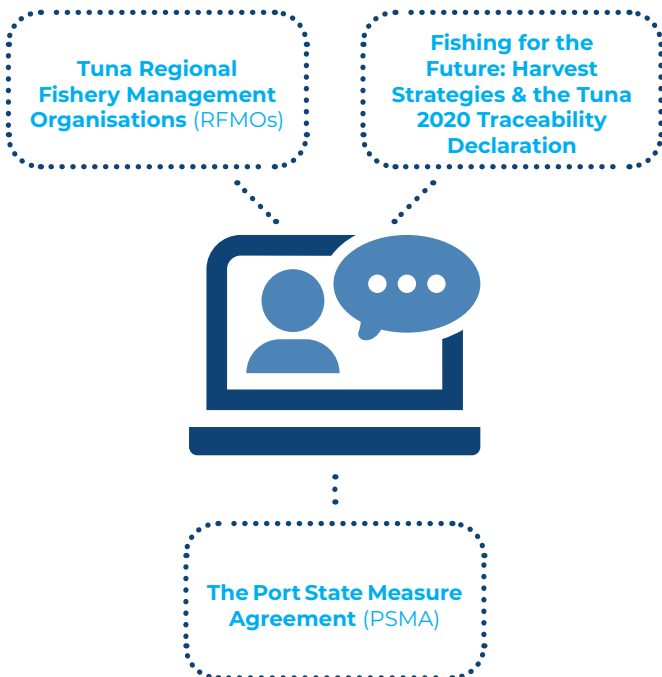 Tuna Regional
Fishery Management
Organisations (RFMOs)
Fishing for the
Future: Harvest
Strategies & the Tuna
2020 Traceability
Declaration
The Port State Measure
Agreement (PSMA)